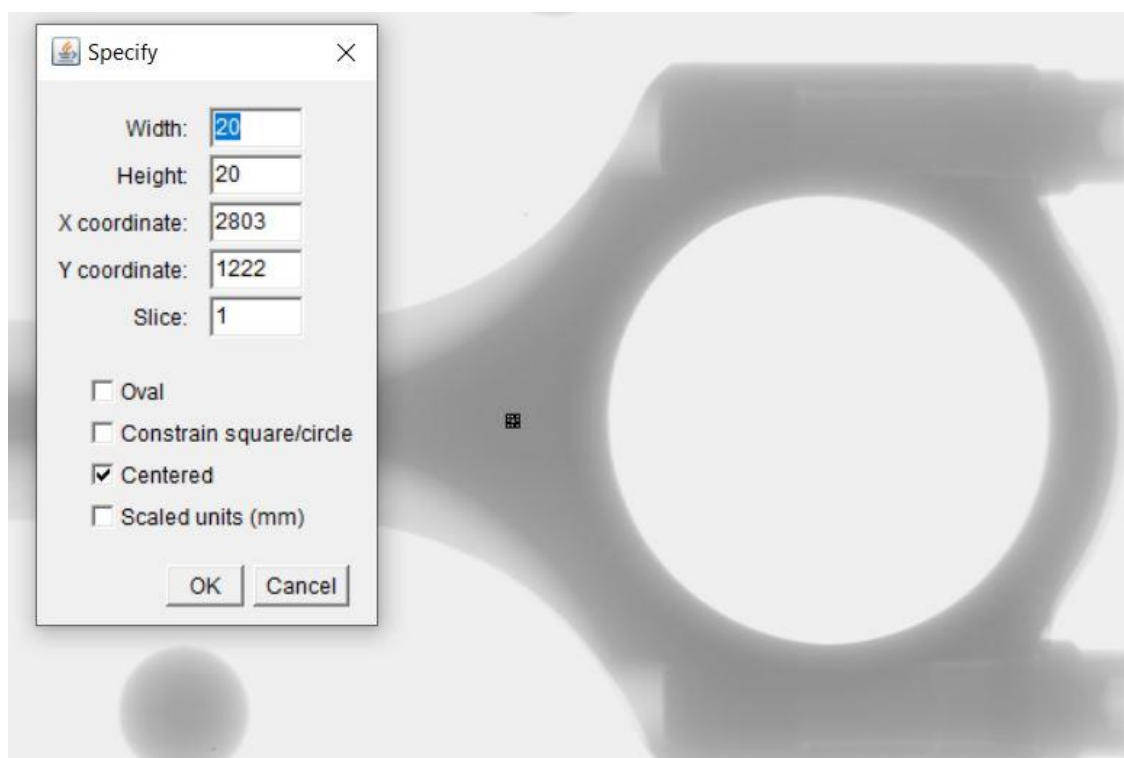 Specify
Width: 20
Height: 20
X coordinate: 2803
Y coordinate: 1222
Slice: 1
Oval
Constrain square/circle
Centered
Scaled units (mm)
OK Cancel